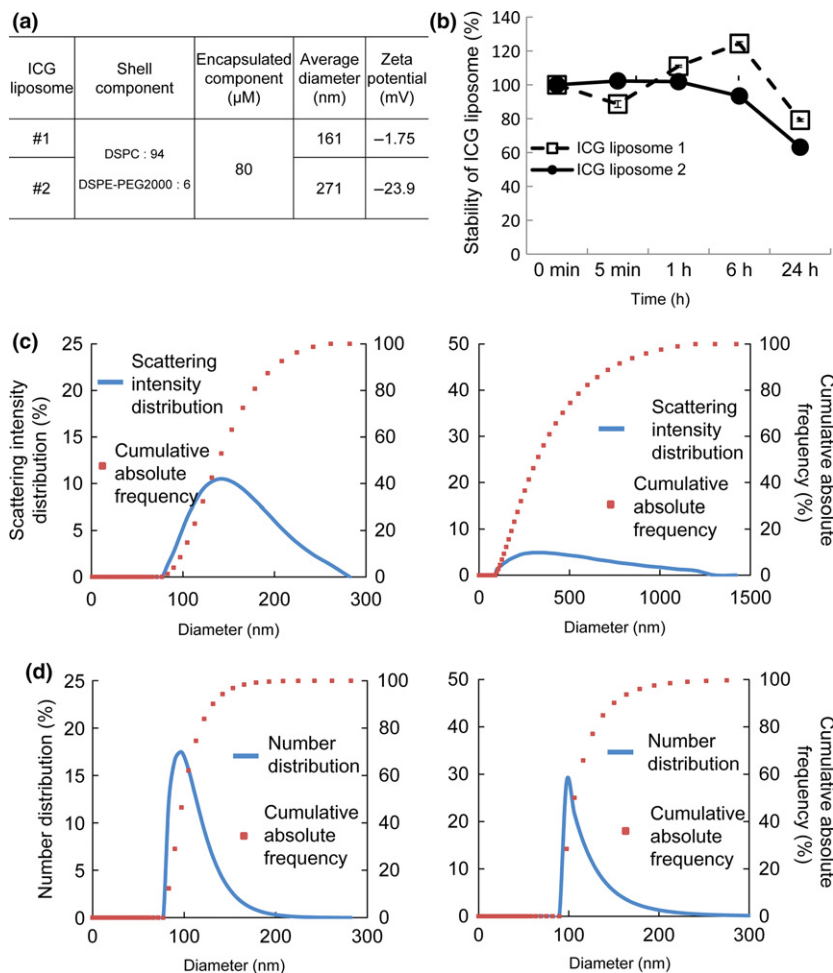 (a)
ICG liposome
Shell component
Encapsulated component (µM)
Average diameter (nm)
Zeta potential (mV)
#1
DSPC : 94
DSPE-PEG2000 : 6
80
161
–1.75
#2
271
–23.9
(b)
Stability of ICG liposome (%)
140
120
100
80
60
40
20
0
ICG liposome 1
ICG liposome 2
0 min 5 min 1 h 6 h 24 h
Time (h)
(c)
Scattering intensity
distribution (%)
25
20
15
10
5
0
Scattering
intensity
distribution
Cumulative
absolute
frequency
100
80
60
40
20
0
0 100 200 300
Diameter (nm)
50
40
30
20
10
0
Scattering
intensity
distribution
Cumulative
absolute
frequency
100
80
60
40
20
0
Cumulative absolute
frequency (%)
0 500 1000 1500
Diameter (nm)
(d)
Number distribution (%)
25
20
15
10
5
0
Number
distribution
Cumulative
absolute
frequency
100
80
60
40
20
0
0 100 200 300
Diameter (nm)
50
40
30
20
10
0
Number
distribution
Cumulative
absolute
frequency
100
80
60
40
20
0
Cumulative absolute
frequency (%)
0 100 200 300
Diameter (nm)